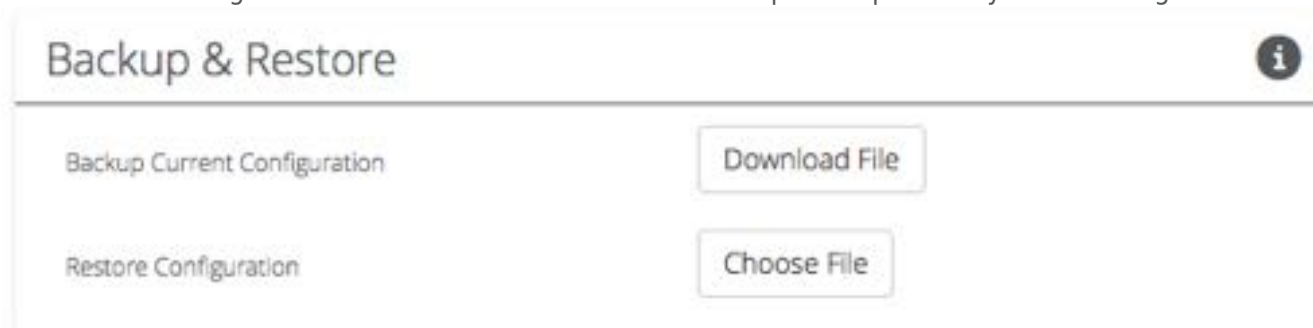 Backup & Restore
Backup Current Configuration
Download File
Restore Configuration
Choose File